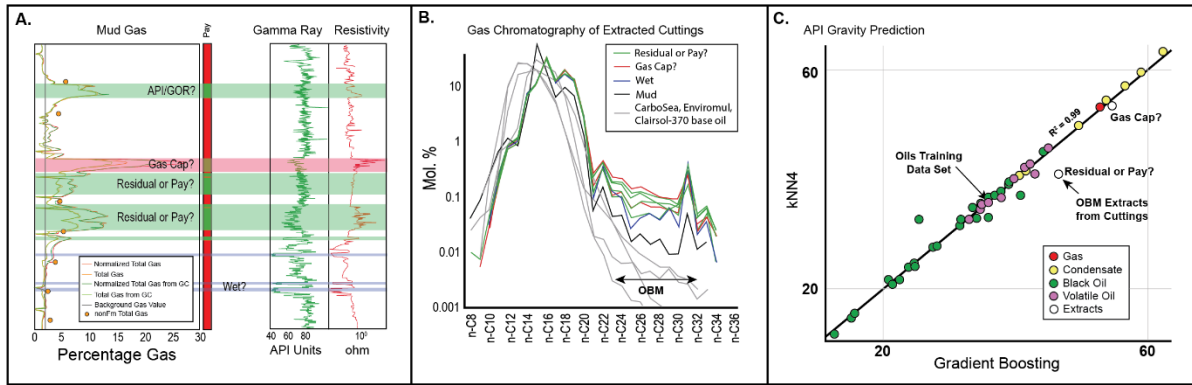 A.
Mud Gas
Pay
Gamma Ray
Resistivity
API/GOR?
Gas Cap?
Residual or Pay?
Residual or Pay?
Wet?
Normalized Total Gas
Total Gas
Normalized Total Gas from GC
Total Gas from GC
Background Gas Value
nonFm Total Gas
0 5 10 15 20 25 30
Percentage Gas
40 60 80
API Units
10⁰
ohm
B.
Gas Chromatography of Extracted Cuttings
Residual or Pay?
Gas Cap?
Wet
Mud
CarboSea, Enviromul,
Clairsol-370 base oil
10
1
0.1
0.01
0.001
Mol. %
OBM
n-C8
n-C10
n-C12
n-C14
n-C16
n-C18
n-C20
n-C22
n-C24
n-C26
n-C28
n-C30
n-C32
n-C34
n-C36
C.
API Gravity Prediction
60
20
kNN4
R² = 0.99
Gas Cap?
Oils Training
Data Set
Residual or Pay?
OBM Extracts
from Cuttings
Gas
Condensate
Black Oil
Volatile Oil
Extracts
20
60
Gradient Boosting